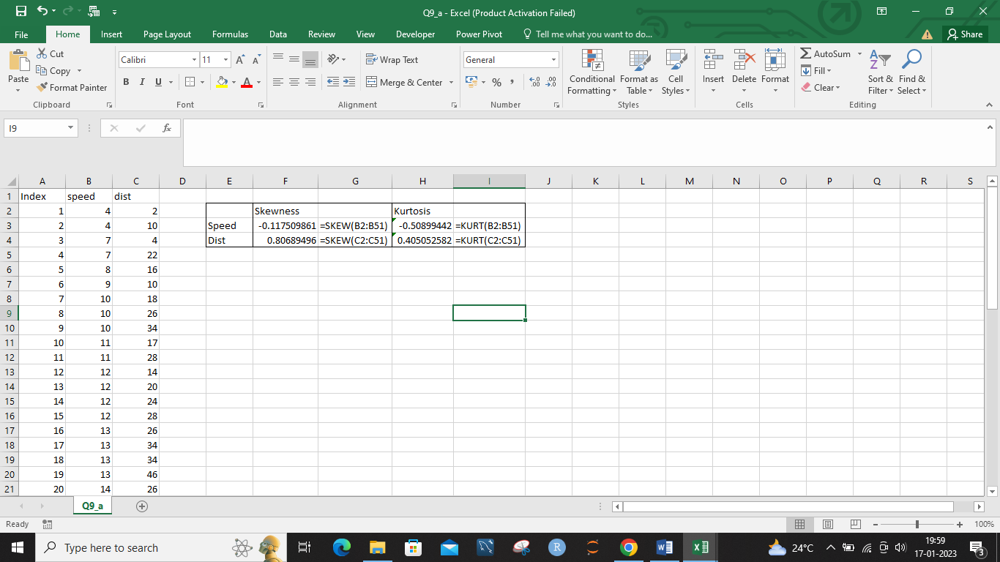 Q9_a - Excel (Product Activation Failed)
File Home Insert Page Layout Formulas Data Review View Developer Power Pivot Tell me what you want to do... Share
Paste
Cut
Copy
Format Painter
Clipboard
Calibri 11
B I U
Font
Wrap Text
Merge & Center
Alignment
General
%
Number
Conditional Formatting
Format as Table
Cell Styles
Styles
Insert Delete Format
Cells
AutoSum
Fill
Clear
Sort & Filter
Find & Select
Editing
I9 fx
A B C D E F G H I J K L M N O P Q R S
1 Index speed dist
2 1 4 2 Skewness Kurtosis
3 2 4 10 Speed -0.117509861 =SKEW(B2:B51) -0.50899442 =KURT(B2:B51)
4 3 7 4 Dist 0.80689496 =SKEW(C2:C51) 0.405052582 =KURT(C2:C51)
5 4 7 22
6 5 8 16
7 6 9 10
8 7 10 18
9 8 10 26
10 9 10 34
11 10 11 17
12 11 11 28
13 12 12 14
14 13 12 20
15 14 12 24
16 15 12 28
17 16 13 26
18 17 13 34
19 18 13 34
20 19 13 46
21 20 14 26
Q9_a
Ready 100%
Type here to search 24°C 19:59
17-01-2023 3